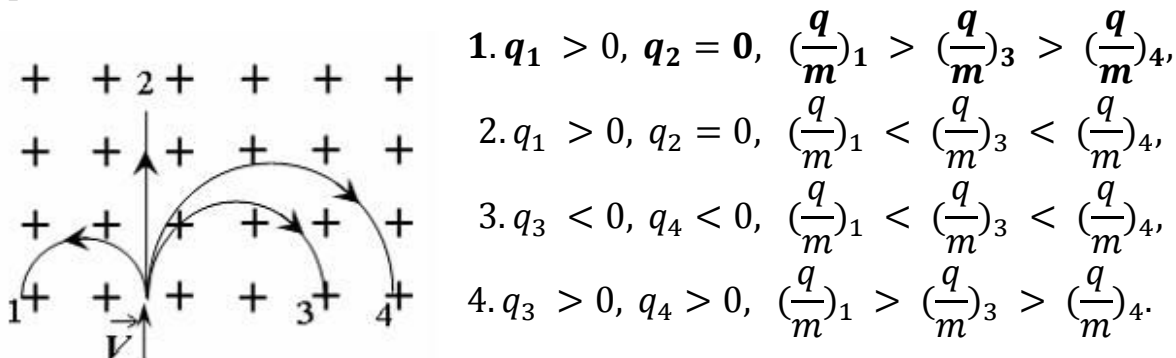 1. q₁ > 0, q₂ = 0, (q/m)₁ > (q/m)₃ > (q/m)₄,
2. q₁ > 0, q₂ = 0, (q/m)₁ < (q/m)₃ < (q/m)₄,
3. q₃ < 0, q₄ < 0, (q/m)₁ < (q/m)₃ < (q/m)₄,
4. q₃ > 0, q₄ > 0, (q/m)₁ > (q/m)₃ > (q/m)₄.
+ + 2 + + + +
+ + + + + +
+ + + + + +
1 + + + + 3 + 4 +
V